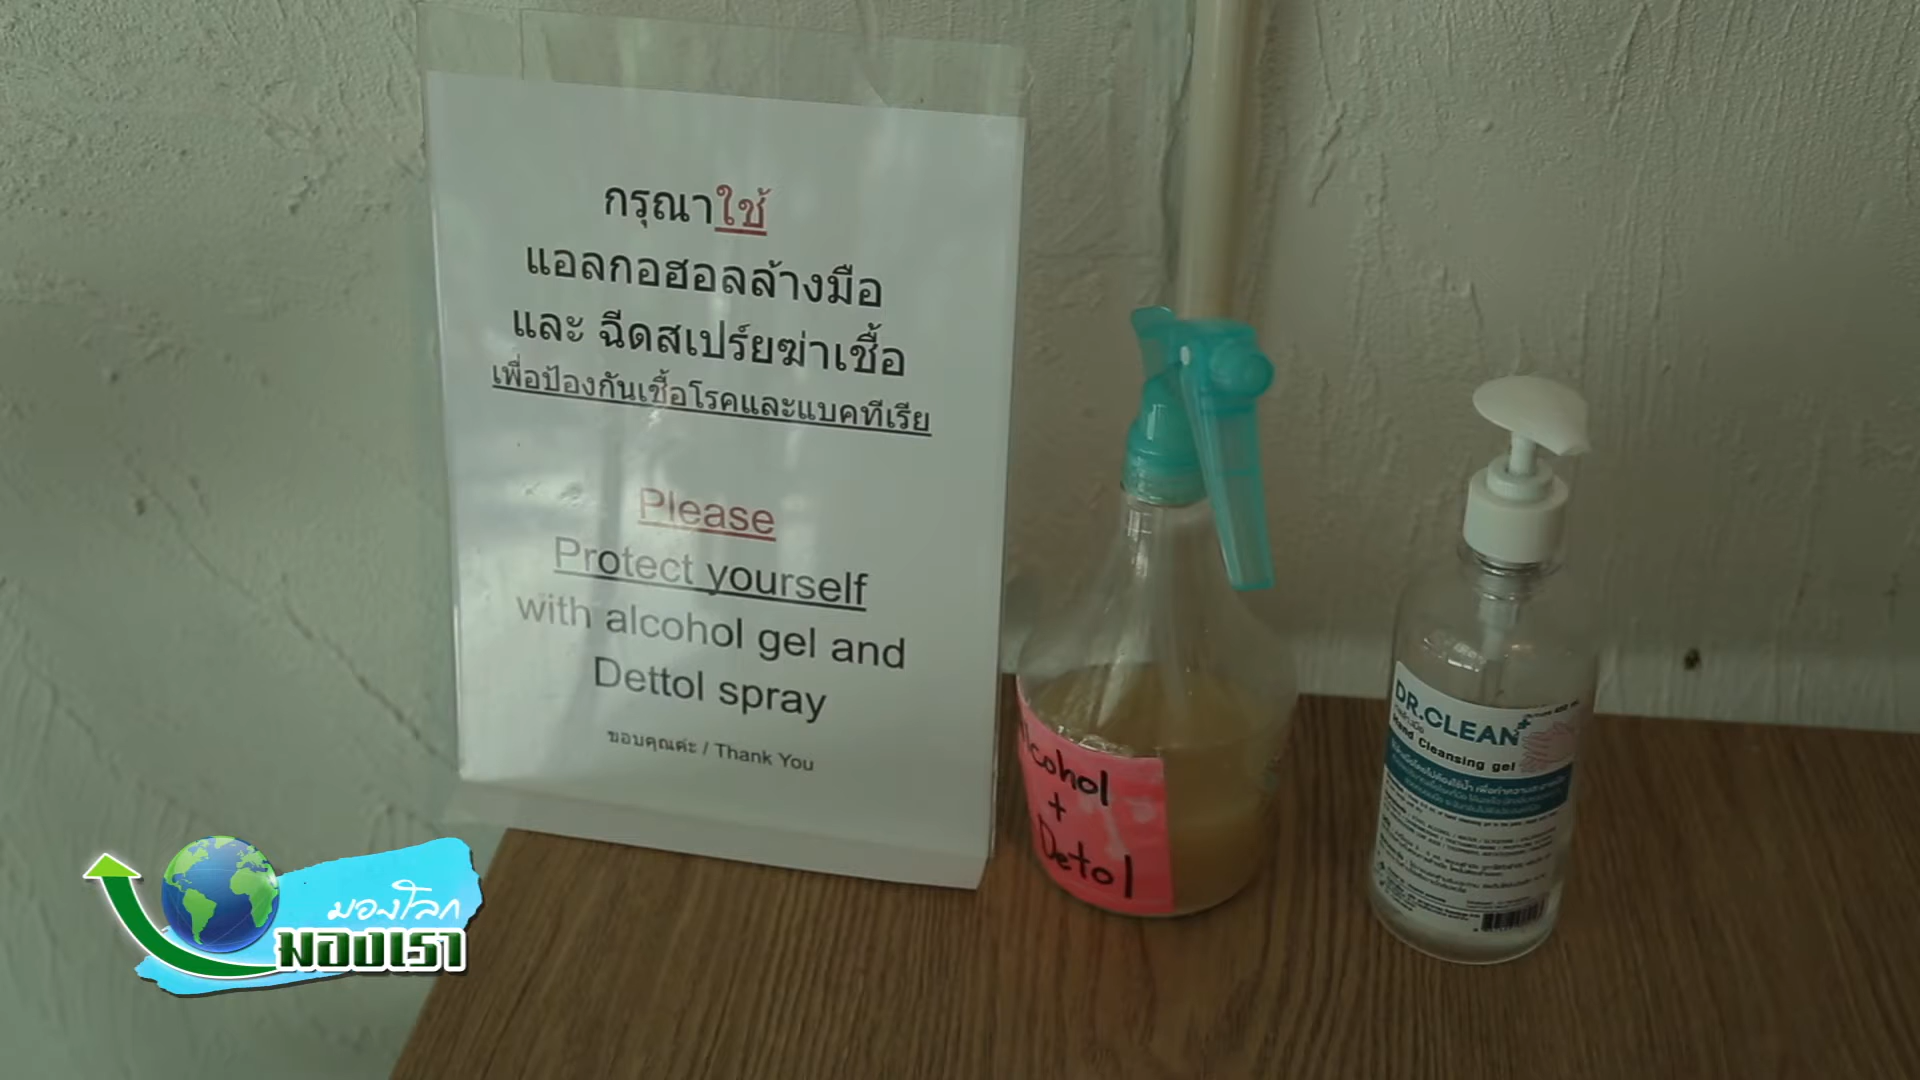 กรุณาใช้
แอลกอฮอลล้างมือ
และ ฉีดสเปร์ยฆ่าเชื้อ
เพื่อป้องกันเชื้อโรคและแบคทีเรีย
Please
Protect yourself
with alcohol gel and
Dettol spray
ขอบคุณค่ะ / Thank You
Alcohol
+
Detol
DR.CLEAN
Hand Cleansing gel
มองโลก
มองเรา